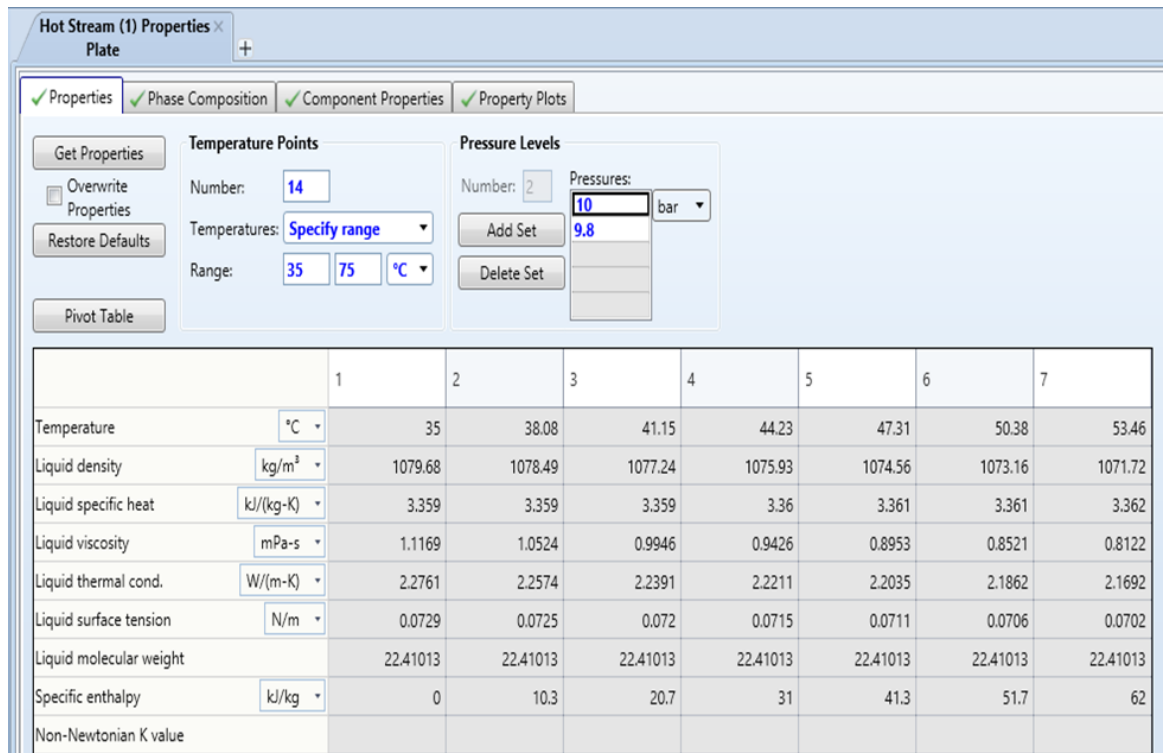 Hot Stream (1) Properties ×
Plate
+
Properties Phase Composition Component Properties Property Plots
Get Properties
Overwrite
Properties
Restore Defaults
Pivot Table
Temperature Points
Number: 14
Temperatures: Specify range
Range: 35 75 °C
Pressure Levels
Number: 2
Pressures:
10 bar
Add Set 9.8
Delete Set
1 2 3 4 5 6 7
Temperature °C 35 38.08 41.15 44.23 47.31 50.38 53.46
Liquid density kg/m³ 1079.68 1078.49 1077.24 1075.93 1074.56 1073.16 1071.72
Liquid specific heat kJ/(kg-K) 3.359 3.359 3.359 3.36 3.361 3.361 3.362
Liquid viscosity mPa-s 1.1169 1.0524 0.9946 0.9426 0.8953 0.8521 0.8122
Liquid thermal cond. W/(m-K) 2.2761 2.2574 2.2391 2.2211 2.2035 2.1862 2.1692
Liquid surface tension N/m 0.0729 0.0725 0.072 0.0715 0.0711 0.0706 0.0702
Liquid molecular weight 22.41013 22.41013 22.41013 22.41013 22.41013 22.41013 22.41013
Specific enthalpy kJ/kg 0 10.3 20.7 31 41.3 51.7 62
Non-Newtonian K value